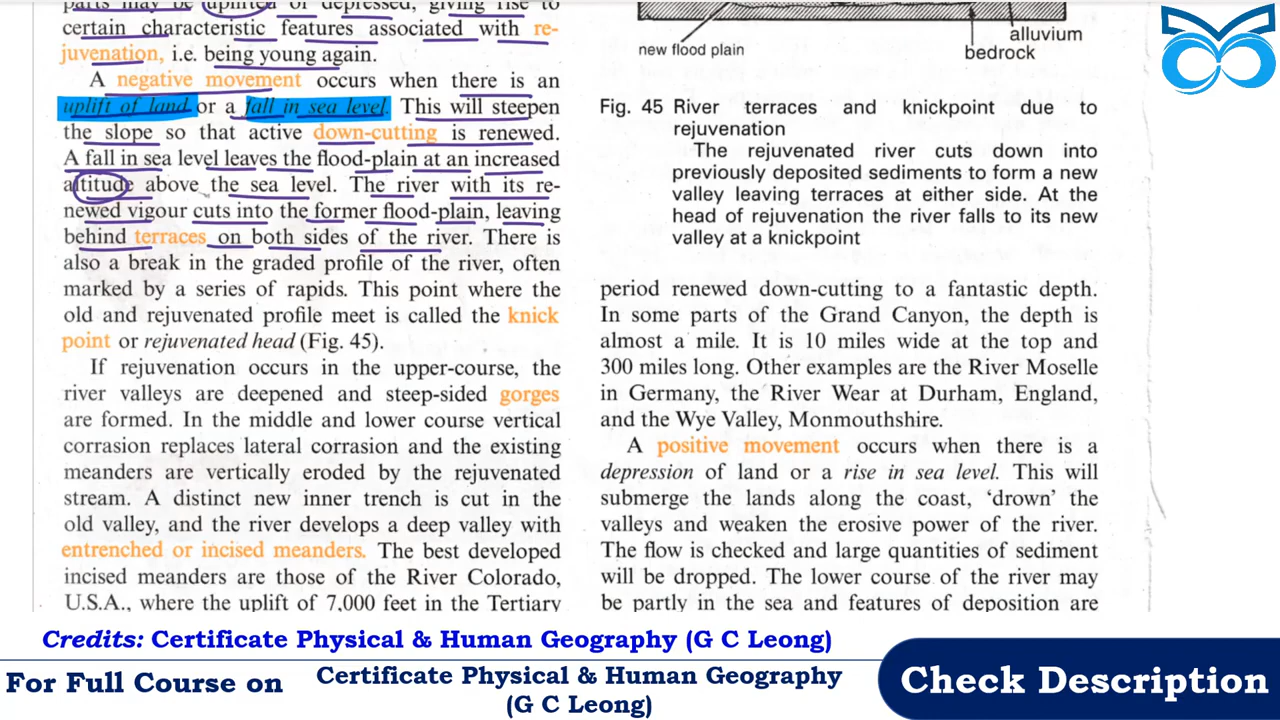 parts may be uplifted or depressed, giving rise to
certain characteristic features associated with re-
juvenation, i.e. being young again.
A negative movement occurs when there is an
uplift of land or a fall in sea level. This will steepen
the slope so that active down-cutting is renewed.
A fall in sea level leaves the flood-plain at an increased
altitude above the sea level. The river with its re-
newed vigour cuts into the former flood-plain, leaving
behind terraces on both sides of the river. There is
also a break in the graded profile of the river, often
marked by a series of rapids. This point where the
old and rejuvenated profile meet is called the knick
point or rejuvenated head (Fig. 45).
If rejuvenation occurs in the upper-course, the
river valleys are deepened and steep-sided gorges
are formed. In the middle and lower course vertical
corrasion replaces lateral corrasion and the existing
meanders are vertically eroded by the rejuvenated
stream. A distinct new inner trench is cut in the
old valley, and the river develops a deep valley with
entrenched or incised meanders. The best developed
incised meanders are those of the River Colorado,
U.S.A., where the uplift of 7,000 feet in the Tertiary
new flood plain
alluvium
bedrock
Fig. 45 River terraces and knickpoint due to
rejuvenation
The rejuvenated river cuts down into
previously deposited sediments to form a new
valley leaving terraces at either side. At the
head of rejuvenation the river falls to its new
valley at a knickpoint
period renewed down-cutting to a fantastic depth.
In some parts of the Grand Canyon, the depth is
almost a mile. It is 10 miles wide at the top and
300 miles long. Other examples are the River Moselle
in Germany, the River Wear at Durham, England,
and the Wye Valley, Monmouthshire.
A positive movement occurs when there is a
depression of land or a rise in sea level. This will
submerge the lands along the coast, ‘drown’ the
valleys and weaken the erosive power of the river.
The flow is checked and large quantities of sediment
will be dropped. The lower course of the river may
be partly in the sea and features of deposition are
Credits: Certificate Physical & Human Geography (G C Leong)
For Full Course on
Certificate Physical & Human Geography
(G C Leong)
Check Description